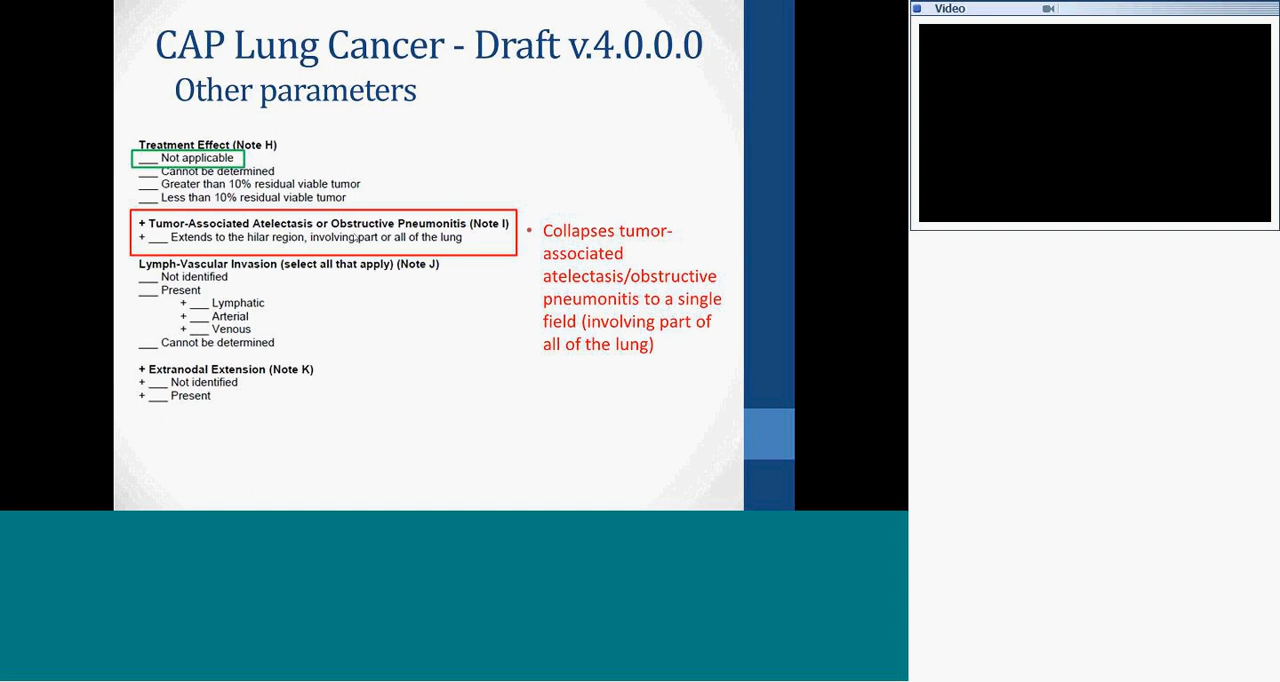 CAP Lung Cancer - Draft v.4.0.0.0
Other parameters
Treatment Effect (Note H)
___ Not applicable
___ Cannot be determined
___ Greater than 10% residual viable tumor
___ Less than 10% residual viable tumor
+ Tumor-Associated Atelectasis or Obstructive Pneumonitis (Note I)
+ ___ Extends to the hilar region, involving part or all of the lung
Lymph-Vascular Invasion (select all that apply) (Note J)
___ Not identified
___ Present
+ ___ Lymphatic
+ ___ Arterial
+ ___ Venous
___ Cannot be determined
+ Extranodal Extension (Note K)
+ ___ Not identified
+ ___ Present
• Collapses tumor-
associated
atelectasis/obstructive
pneumonitis to a single
field (involving part of
all of the lung)
Video